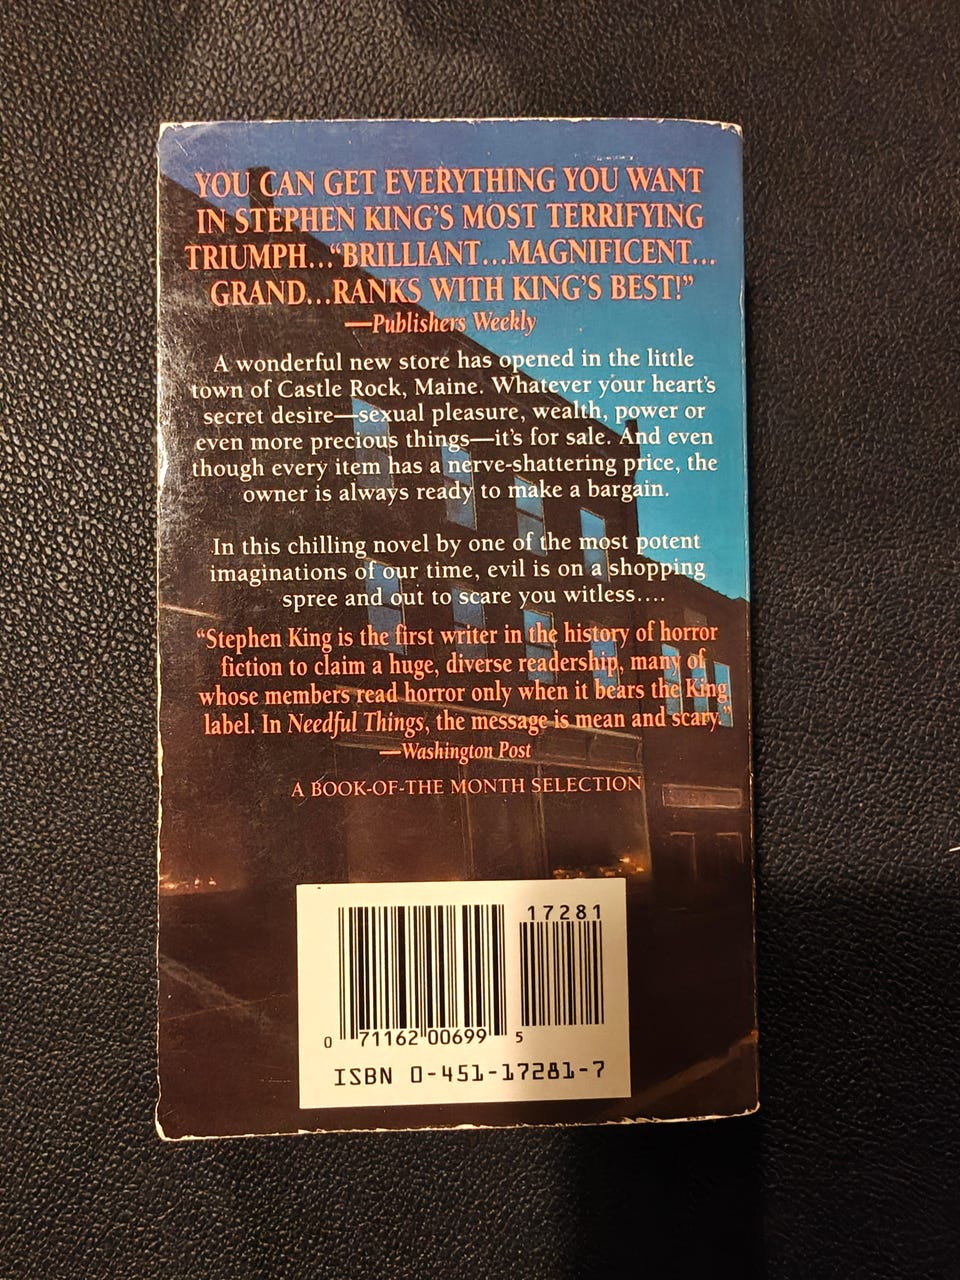 YOU CAN GET EVERYTHING YOU WANT
IN STEPHEN KING'S MOST TERRIFYING
TRIUMPH...“BRILLIANT...MAGNIFICENT...
GRAND...RANKS WITH KING'S BEST!”
—Publishers Weekly
A wonderful new store has opened in the little
town of Castle Rock, Maine. Whatever your heart's
secret desire—sexual pleasure, wealth, power or
even more precious things—it's for sale. And even
though every item has a nerve-shattering price, the
owner is always ready to make a bargain.
In this chilling novel by one of the most potent
imaginations of our time, evil is on a shopping
spree and out to scare you witless....
“Stephen King is the first writer in the history of horror
fiction to claim a huge, diverse readership, many of
whose members read horror only when it bears the King
label. In Needful Things, the message is mean and scary.”
—Washington Post
A BOOK-OF-THE MONTH SELECTION
17281
0 71162 00699 5
ISBN 0-451-17281-7